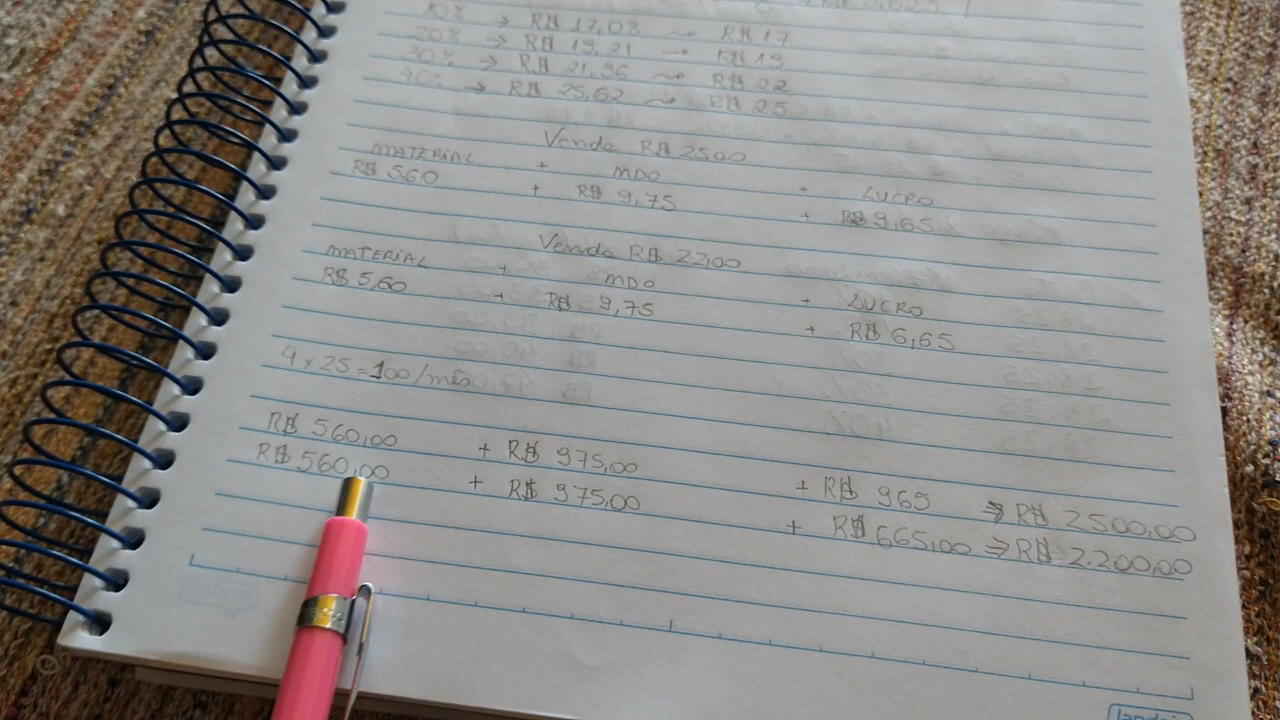 10% → R$ 17,08 ~ R$ 17
20% → R$ 19,21 ~ R$ 19
30% → R$ 21,96 ~ R$ 22
40% → R$ 25,62 ~ R$ 25
Venda R$ 25,00
MATERIAL + MDO + LUCRO
R$ 5,60 + R$ 9,75 + R$ 9,65
Venda R$ 22,00
MATERIAL + MDO + LUCRO
R$ 5,60 + R$ 9,75 + R$ 6,65
4 x 25 = 100/mês
R$ 560,00 + R$ 975,00 + R$ 965 ⇒ R$ 2500,00
R$ 560,00 + R$ 975,00 + R$ 665,00 ⇒ R$ 2.200,00